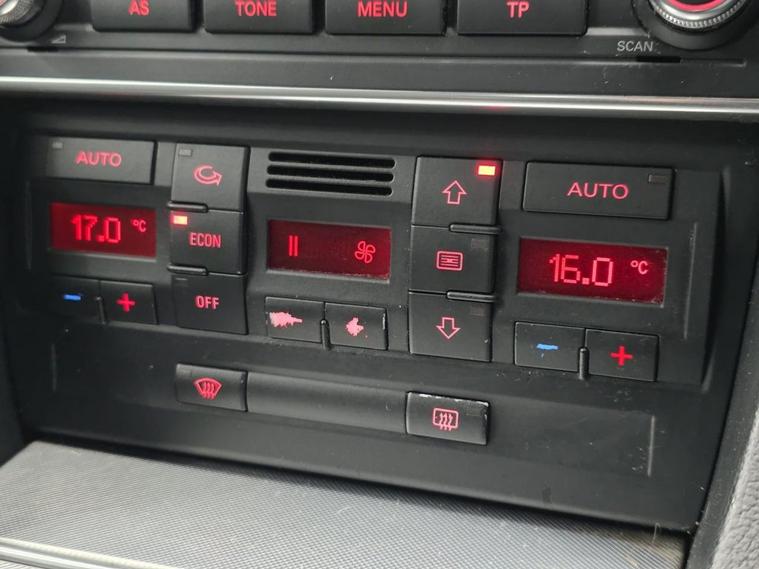 AS TONE MENU TP
SCAN
AUTO
17.0 °C
ECON
OFF
AUTO
16.0 °C